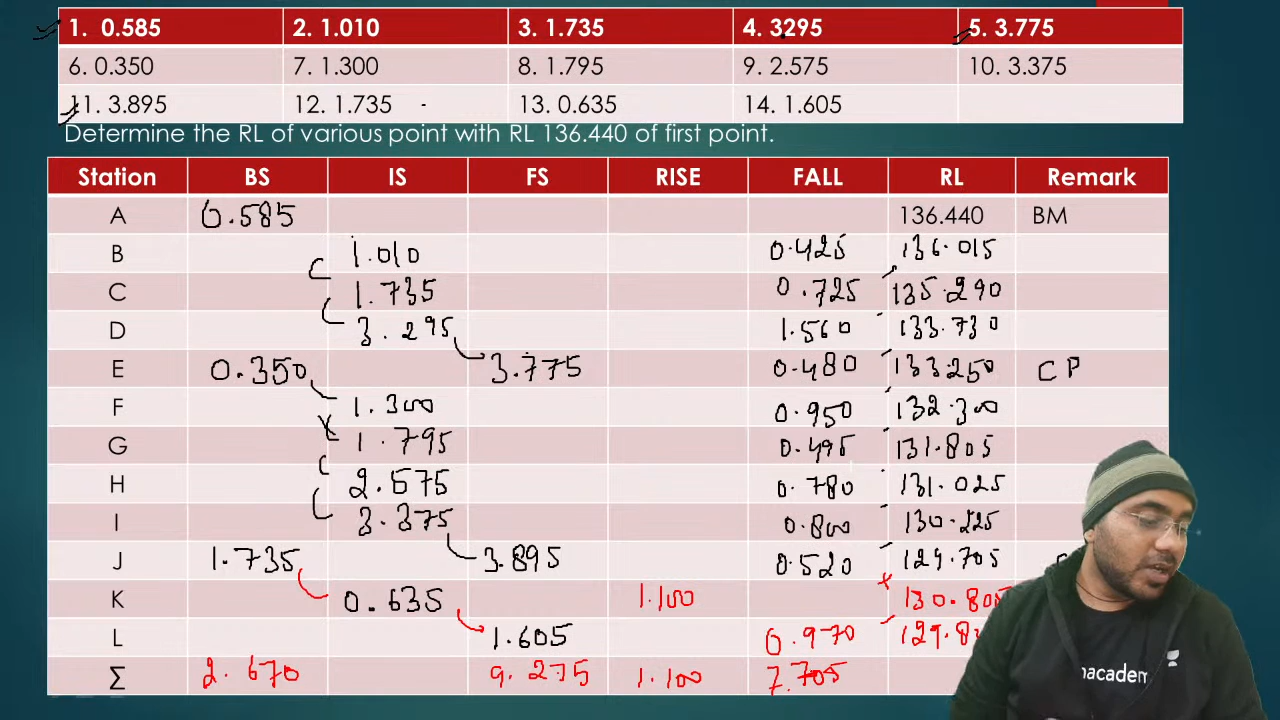 1. 0.585 2. 1.010 3. 1.735 4. 3295 5. 3.775
6. 0.350 7. 1.300 8. 1.795 9. 2.575 10. 3.375
11. 3.895 12. 1.735 13. 0.635 14. 1.605
Determine the RL of various point with RL 136.440 of first point.
Station BS IS FS RISE FALL RL Remark
A 0.585 136.440 BM
B 1.010 0.425 136.015
C 1.735 0.725 135.290
D 3.295 1.560 133.730
E 0.350 3.775 0.480 133.250 CP
F 1.300 0.950 132.300
G 1.795 0.495 131.805
H 2.575 0.780 131.025
I 3.375 0.800 130.225
J 1.735 3.895 0.520 129.705
K 0.635 1.100 130.805
L 1.605 0.970 129.8
Σ 2.670 9.275 1.100 7.705
nacadem